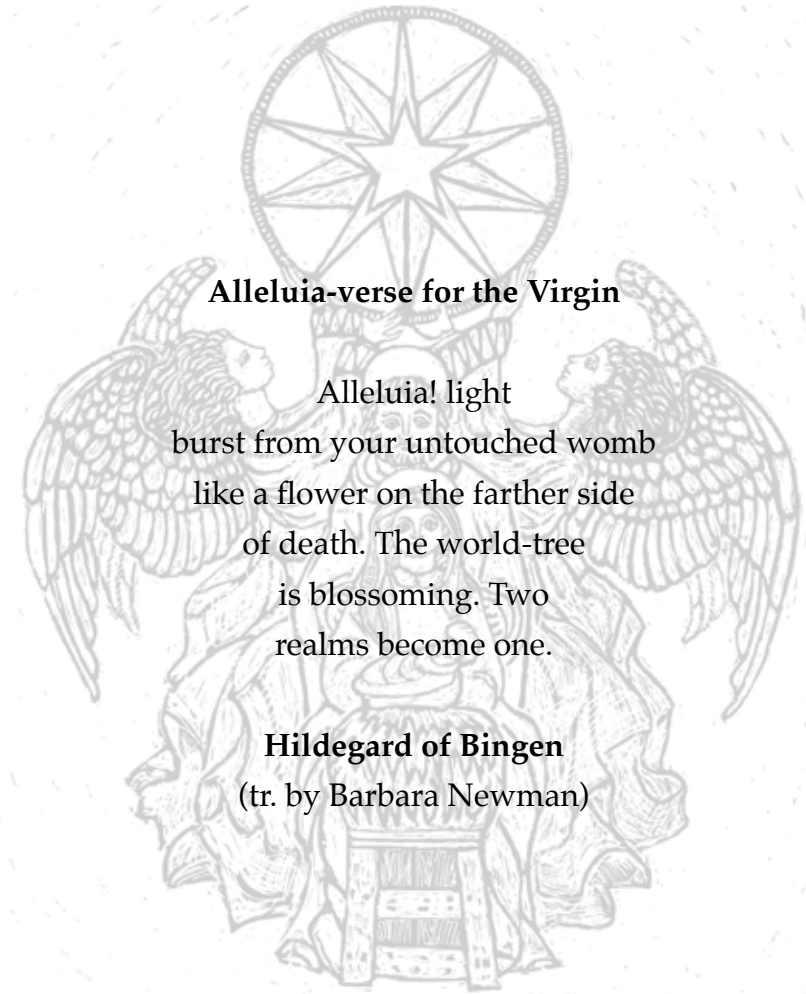 Alleluia-verse for the Virgin
Alleluia! light
burst from your untouched womb
like a flower on the farther side
of death. The world-tree
is blossoming. Two
realms become one.
Hildegard of Bingen
(tr. by Barbara Newman)